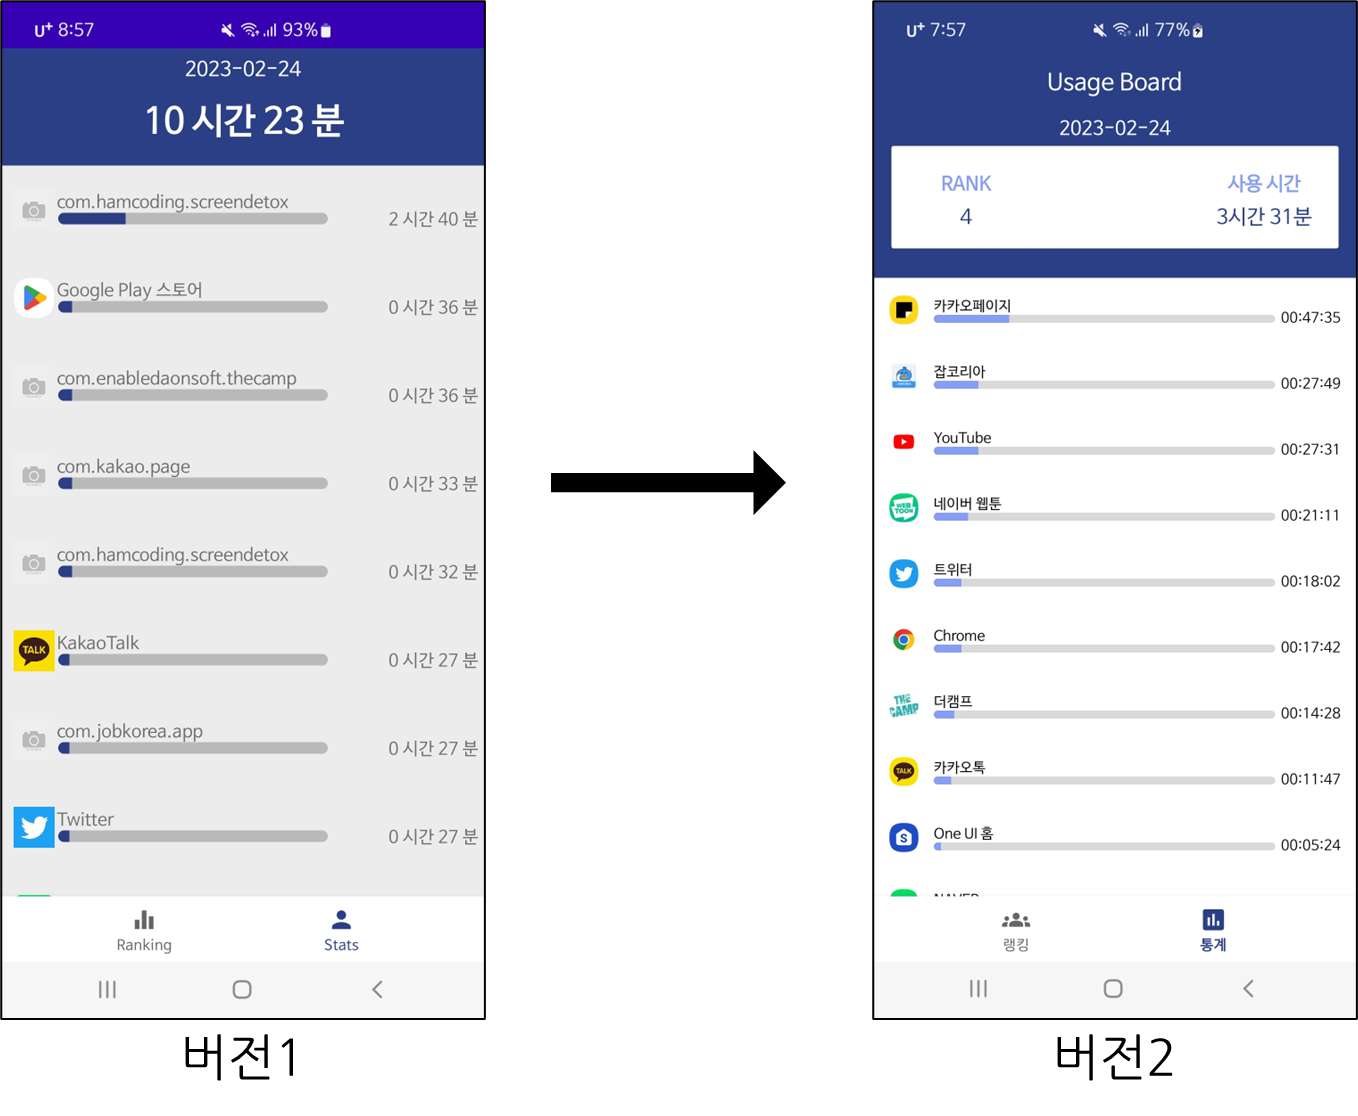 U+ 8:57
93%
2023-02-24
10 시간 23 분
com.hamcoding.screendetox
2 시간 40 분
Google Play 스토어
0 시간 36 분
com.enabledaonsoft.thecamp
0 시간 36 분
com.kakao.page
0 시간 33 분
com.hamcoding.screendetox
0 시간 32 분
TALK
KakaoTalk
0 시간 27 분
com.jobkorea.app
0 시간 27 분
Twitter
0 시간 27 분
Ranking
Stats
버전1
U+ 7:57
77%
Usage Board
2023-02-24
RANK
사용 시간
4
3시간 31분
카카오페이지
00:47:35
잡코리아
00:27:49
YouTube
00:27:31
WEB
TOON
네이버 웹툰
00:21:11
트위터
00:18:02
Chrome
00:17:42
THE
CAMP
더캠프
00:14:28
TALK
카카오톡
00:11:47
S
One UI 홈
00:05:24
NAVER
랭킹
통계
버전2